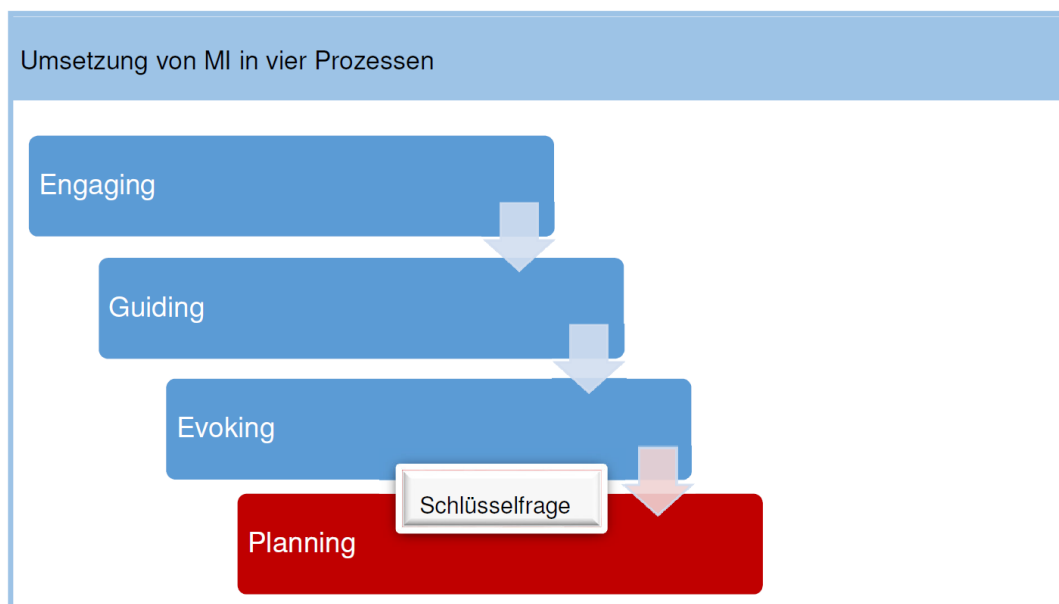 Umsetzung von MI in vier Prozessen
Engaging
Guiding
Evoking
Schlüsselfrage
Planning